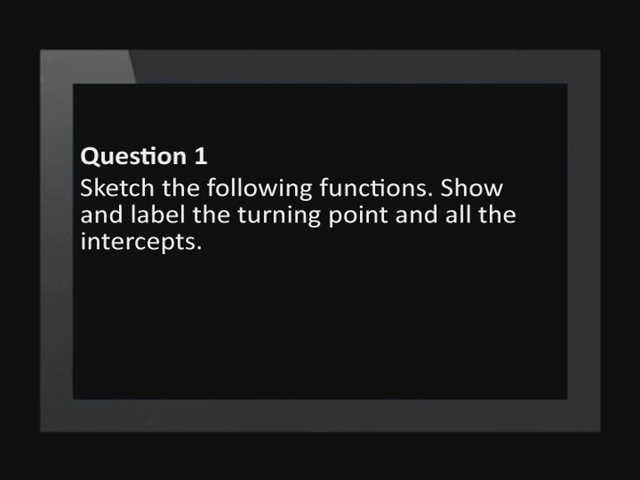 Question 1
Sketch the following functions. Show
and label the turning point and all the
intercepts.